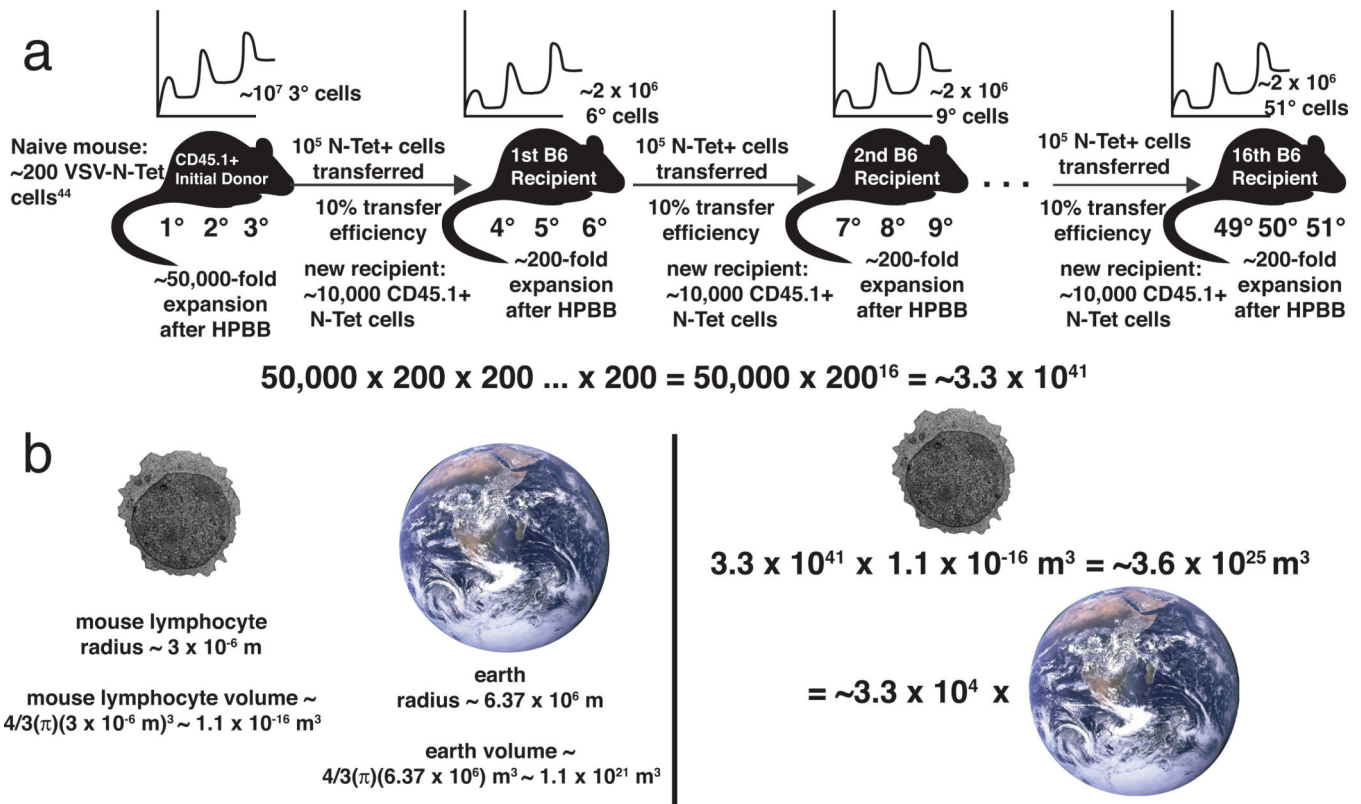 a
~10⁷ 3° cells
Naive mouse:
~200 VSV-N-Tet
cells⁴⁴
CD45.1+
Initial Donor
1° 2° 3°
~50,000-fold
expansion
after HPBB
10⁵ N-Tet+ cells
transferred
10% transfer
efficiency
new recipient:
~10,000 CD45.1+
N-Tet cells
~2 x 10⁶
6° cells
1st B6
Recipient
4° 5° 6°
~200-fold
expansion
after HPBB
10⁵ N-Tet+ cells
transferred
10% transfer
efficiency
new recipient:
~10,000 CD45.1+
N-Tet cells
~2 x 10⁶
9° cells
2nd B6
Recipient
7° 8° 9°
~200-fold
expansion
after HPBB
. . .
10⁵ N-Tet+ cells
transferred
10% transfer
efficiency
new recipient:
~10,000 CD45.1+
N-Tet cells
~2 x 10⁶
51° cells
16th B6
Recipient
49° 50° 51°
~200-fold
expansion
after HPBB
50,000 x 200 x 200 ... x 200 = 50,000 x 200¹⁶ = ~3.3 x 10⁴¹
b
mouse lymphocyte
radius ~ 3 x 10⁻⁶ m
mouse lymphocyte volume ~
4/3(π)(3 x 10⁻⁶ m)³ ~ 1.1 x 10⁻¹⁶ m³
earth
radius ~ 6.37 x 10⁶ m
earth volume ~
4/3(π)(6.37 x 10⁶) m³ ~ 1.1 x 10²¹ m³
3.3 x 10⁴¹ x 1.1 x 10⁻¹⁶ m³ = ~3.6 x 10²⁵ m³
= ~3.3 x 10⁴ x